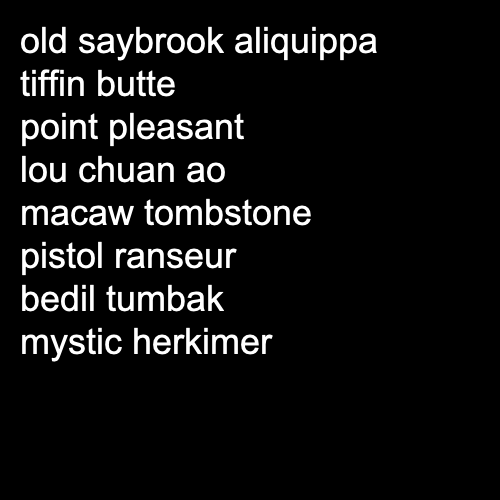 old saybrook aliquippa
tiffin butte
point pleasant
lou chuan ao
macaw tombstone
pistol ranseur
bedil tumbak
mystic herkimer